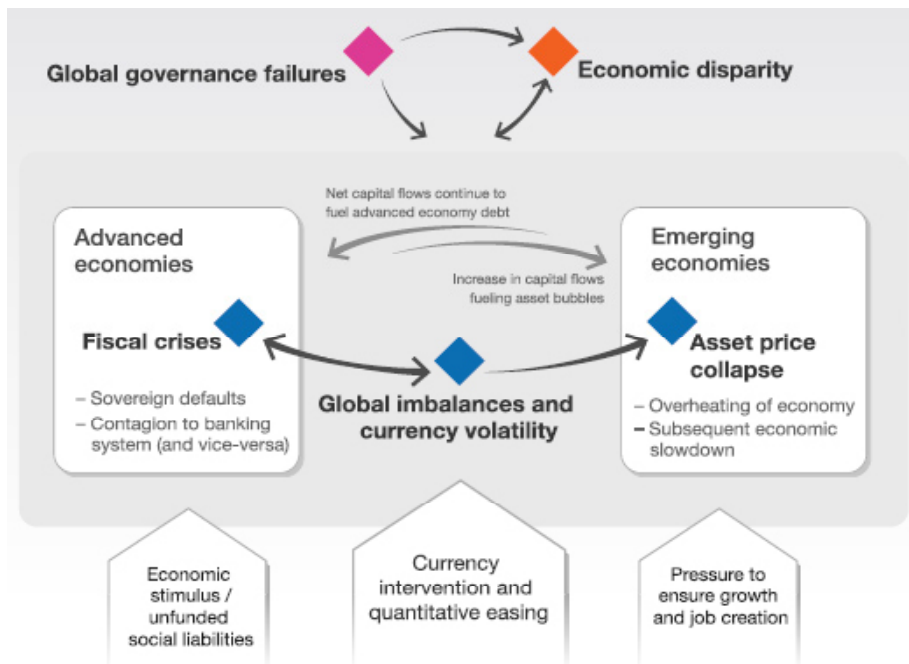 Global governance failures
Economic disparity
Net capital flows continue to
fuel advanced economy debt
Advanced
economies
Emerging
economies
Increase in capital flows
fueling asset bubbles
Fiscal crises
– Sovereign defaults
– Contagion to banking
system (and vice-versa)
Global imbalances and
currency volatility
Asset price
collapse
– Overheating of economy
– Subsequent economic
slowdown
Economic
stimulus /
unfunded
social liabilities
Currency
intervention and
quantitative easing
Pressure to
ensure growth
and job creation